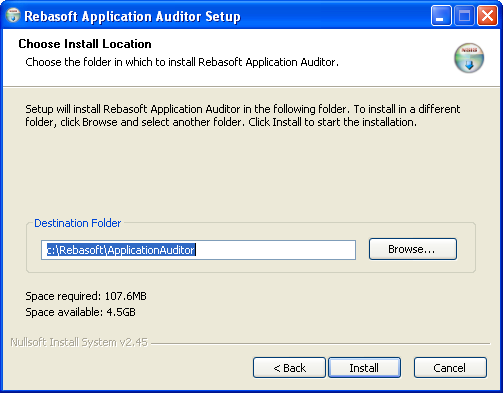 Rebasoft Application Auditor Setup
Choose Install Location
Choose the folder in which to install Rebasoft Application Auditor.
Setup will install Rebasoft Application Auditor in the following folder. To install in a different
folder, click Browse and select another folder. Click Install to start the installation.
Destination Folder
c:\Rebasoft\ApplicationAuditor
Browse...
Space required: 107.6MB
Space available: 4.5GB
Nullsoft Install System v2.45
< Back
Install
Cancel